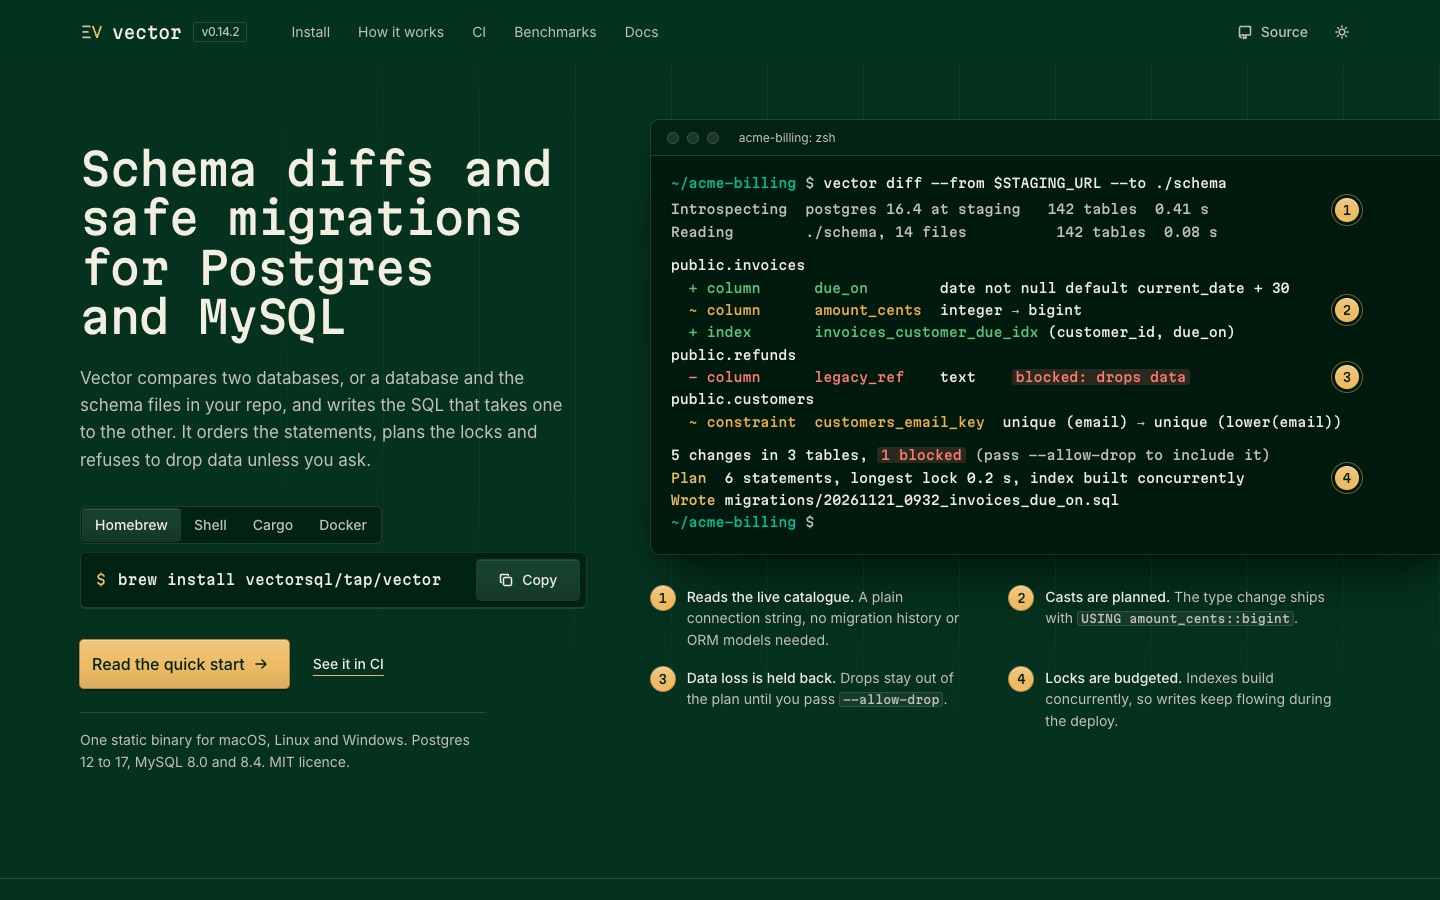 vector v0.14.2 Install How it works CI Benchmarks Docs Source
Schema diffs and
safe migrations
for Postgres
and MySQL
Vector compares two databases, or a database and the
schema files in your repo, and writes the SQL that takes one
to the other. It orders the statements, plans the locks and
refuses to drop data unless you ask.
Homebrew Shell Cargo Docker
$ brew install vectorsql/tap/vector Copy
Read the quick start → See it in CI
One static binary for macOS, Linux and Windows. Postgres
12 to 17, MySQL 8.0 and 8.4. MIT licence.
acme-billing: zsh
~/acme-billing $ vector diff --from $STAGING_URL --to ./schema
Introspecting postgres 16.4 at staging 142 tables 0.41 s 1
Reading ./schema, 14 files 142 tables 0.08 s
public.invoices
+ column due_on date not null default current_date + 30
~ column amount_cents integer → bigint 2
+ index invoices_customer_due_idx (customer_id, due_on)
public.refunds
− column legacy_ref text blocked: drops data 3
public.customers
~ constraint customers_email_key unique (email) → unique (lower(email))
5 changes in 3 tables, 1 blocked (pass --allow-drop to include it)
Plan 6 statements, longest lock 0.2 s, index built concurrently 4
Wrote migrations/20261121_0932_invoices_due_on.sql
~/acme-billing $
1 Reads the live catalogue. A plain
connection string, no migration history or
ORM models needed.
2 Casts are planned. The type change ships
with USING amount_cents::bigint.
3 Data loss is held back. Drops stay out of
the plan until you pass --allow-drop.
4 Locks are budgeted. Indexes build
concurrently, so writes keep flowing during
the deploy.